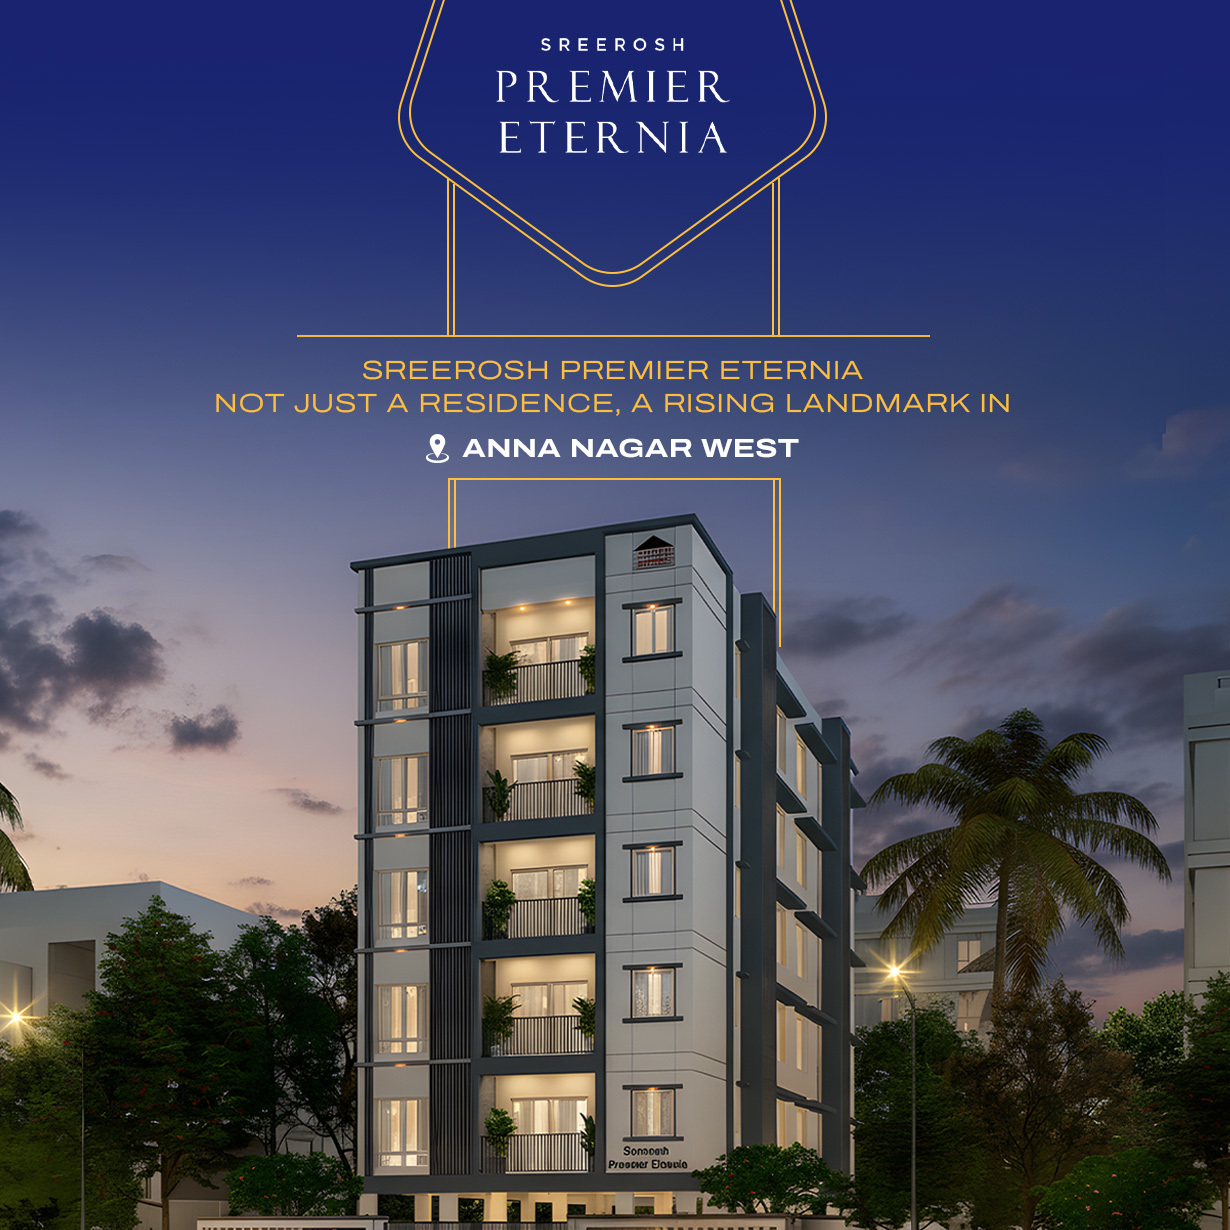 SREEROSH
PREMIER
ETERNIA
SREEROSH PREMIER ETERNIA
NOT JUST A RESIDENCE, A RISING LANDMARK IN
ANNA NAGAR WEST